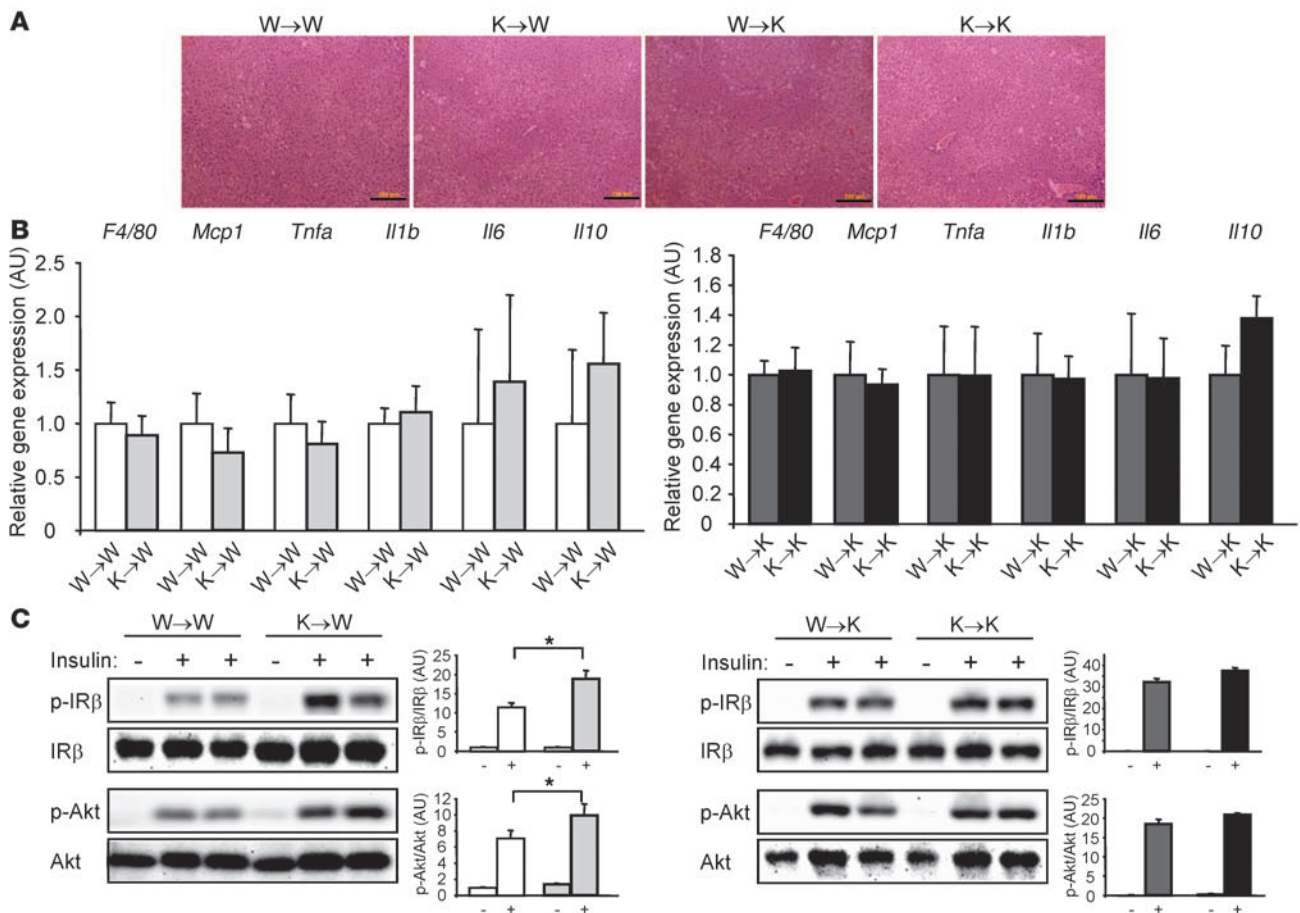 A
W→W K→W W→K K→K
B
F4/80 Mcp1 Tnfa Il1b Il6 Il10
Relative gene expression (AU)
2.5
2.0
1.5
1.0
0.5
0
W→W K→W W→W K→W W→W K→W W→W K→W W→W K→W W→W K→W
F4/80 Mcp1 Tnfa Il1b Il6 Il10
Relative gene expression (AU)
1.8
1.6
1.4
1.2
1.0
0.8
0.6
0.4
0.2
0
W→K K→K W→K K→K W→K K→K W→K K→K W→K K→K W→K K→K
C
W→W K→W
Insulin: - + + - + +
p-IRβ
IRβ
p-Akt
Akt
*
p-IRβ/IRβ (AU)
25
20
15
10
5
0
- + - +
*
p-Akt/Akt (AU)
12
10
8
6
4
2
0
- + - +
W→K K→K
Insulin: - + + - + +
p-IRβ
IRβ
p-Akt
Akt
p-IRβ/IRβ (AU)
40
30
20
10
0
- + - +
p-Akt/Akt (AU)
25
20
15
10
5
0
- + - +